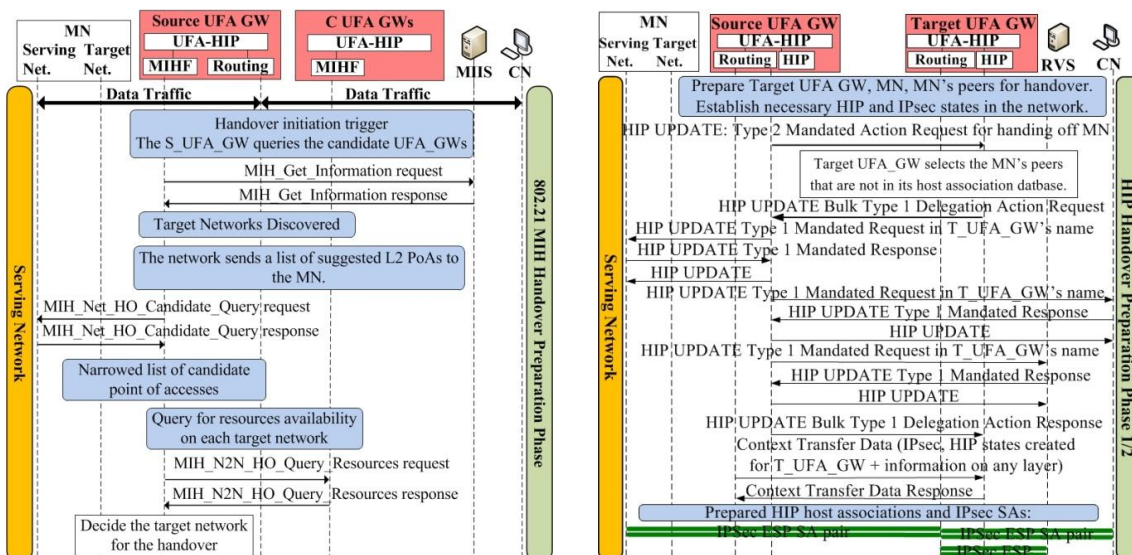 MN
Serving Target
Net. Net.
Source UFA GW
UFA-HIP
MIHF
Routing
C UFA GWs
UFA-HIP
MIHF
MIIS
CN
Data Traffic
Data Traffic
Handover initiation trigger
The S_UFA_GW queries the candidate UFA_GWs
MIH_Get_Information request
MIH_Get_Information response
Target Networks Discovered
The network sends a list of suggested L2 PoAs to
the MN.
MIH_Net_HO_Candidate_Query request
MIH_Net_HO_Candidate_Query response
Narrowed list of candidate
point of accesses
Query for resources availability
on each target network
MIH_N2N_HO_Query_Resources request
MIH_N2N_HO_Query_Resources response
Decide the target network
for the handover
Serving Network
802.21 MIH Handover Preparation Phase
MN
Serving Target
Net. Net.
Source UFA GW
UFA-HIP
Routing
HIP
Target UFA GW
UFA-HIP
Routing
HIP
RVS
CN
Prepare Target UFA GW, MN, MN's peers for handover.
Establish necessary HIP and IPsec states in the network.
HIP UPDATE: Type 2 Mandated Action Request for handing off MN
Target UFA_GW selects the MN's peers
that are not in its host association datbase.
HIP UPDATE Bulk Type 1 Delegation Action Request
HIP UPDATE Type 1 Mandated Request in T_UFA_GW's name
HIP UPDATE Type 1 Mandated Response
HIP UPDATE
HIP UPDATE Type 1 Mandated Request in T_UFA_GW's name
HIP UPDATE Type 1 Mandated Response
HIP UPDATE
HIP UPDATE Type 1 Mandated Request in T_UFA_GW's name
HIP UPDATE Type 1 Mandated Response
HIP UPDATE
HIP UPDATE Bulk Type 1 Delegation Action Response
Context Transfer Data (IPsec, HIP states created
for T_UFA_GW + information on any layer)
Context Transfer Data Response
Prepared HIP host associations and IPsec SAs:
IPSec ESP SA pair
IPSec ESP SA pair
IPSec ESP
Serving Network
HIP Handover Preparation Phase 1/2